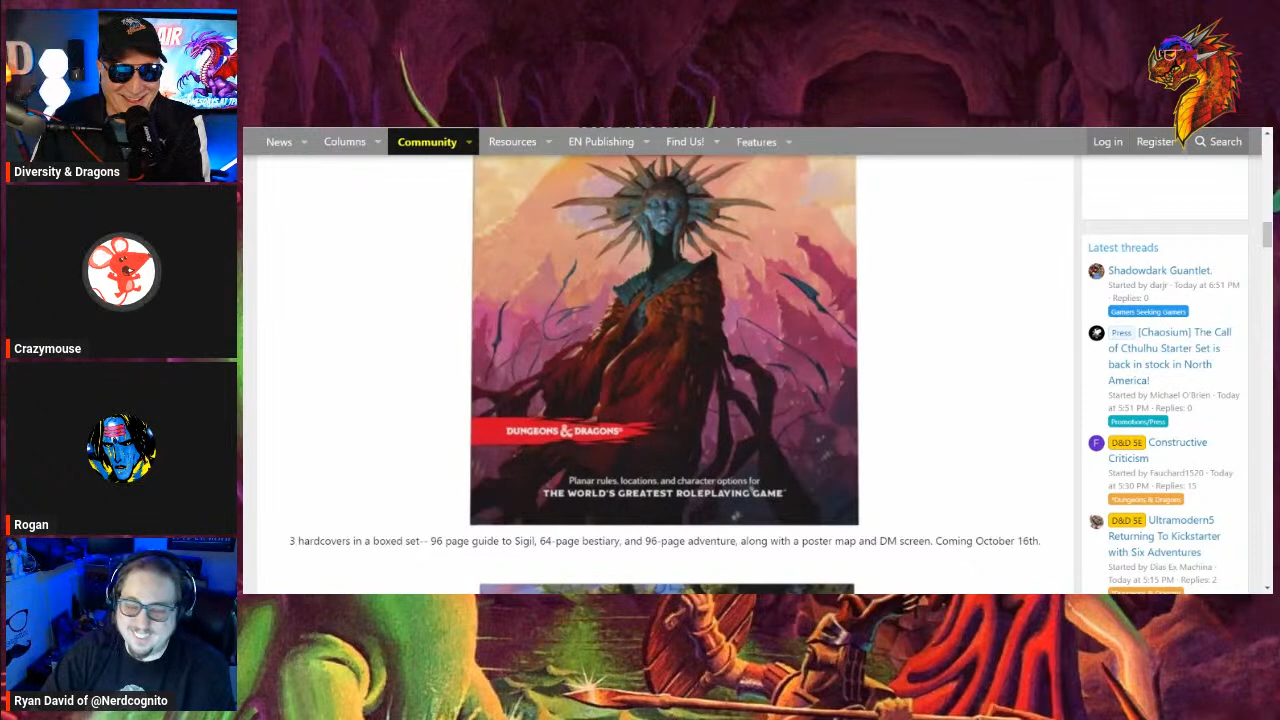 AIR
D
Diversity & Dragons
Crazymouse
Rogan
Ryan David of @Nerdcognito
News
Columns
Community
Resources
EN Publishing
Find Us!
Features
Log in
Register
Search
DUNGEONS & DRAGONS®
Planar rules, locations, and character options for
THE WORLD'S GREATEST ROLEPLAYING GAME™
3 hardcovers in a boxed set-- 96 page guide to Sigil, 64-page bestiary, and 96-page adventure, along with a poster map and DM screen. Coming October 16th.
Latest threads
Shadowdark Guantlet.
Started by darjr · Today at 6:51 PM
· Replies: 0
Gamers Seeking Gamers
Press [Chaosium] The Call
of Cthulhu Starter Set is
back in stock in North
America!
Started by Michael O'Brien · Today
at 5:51 PM · Replies: 0
Promotions/Press
F
D&D 5E Constructive
Criticism
Started by Fauchard1520 · Today
at 5:30 PM · Replies: 15
*Dungeons & Dragons
D&D 5E Ultramodern5
Returning To Kickstarter
with Six Adventures
Started by Dias Ex Machina ·
Today at 5:15 PM · Replies: 2